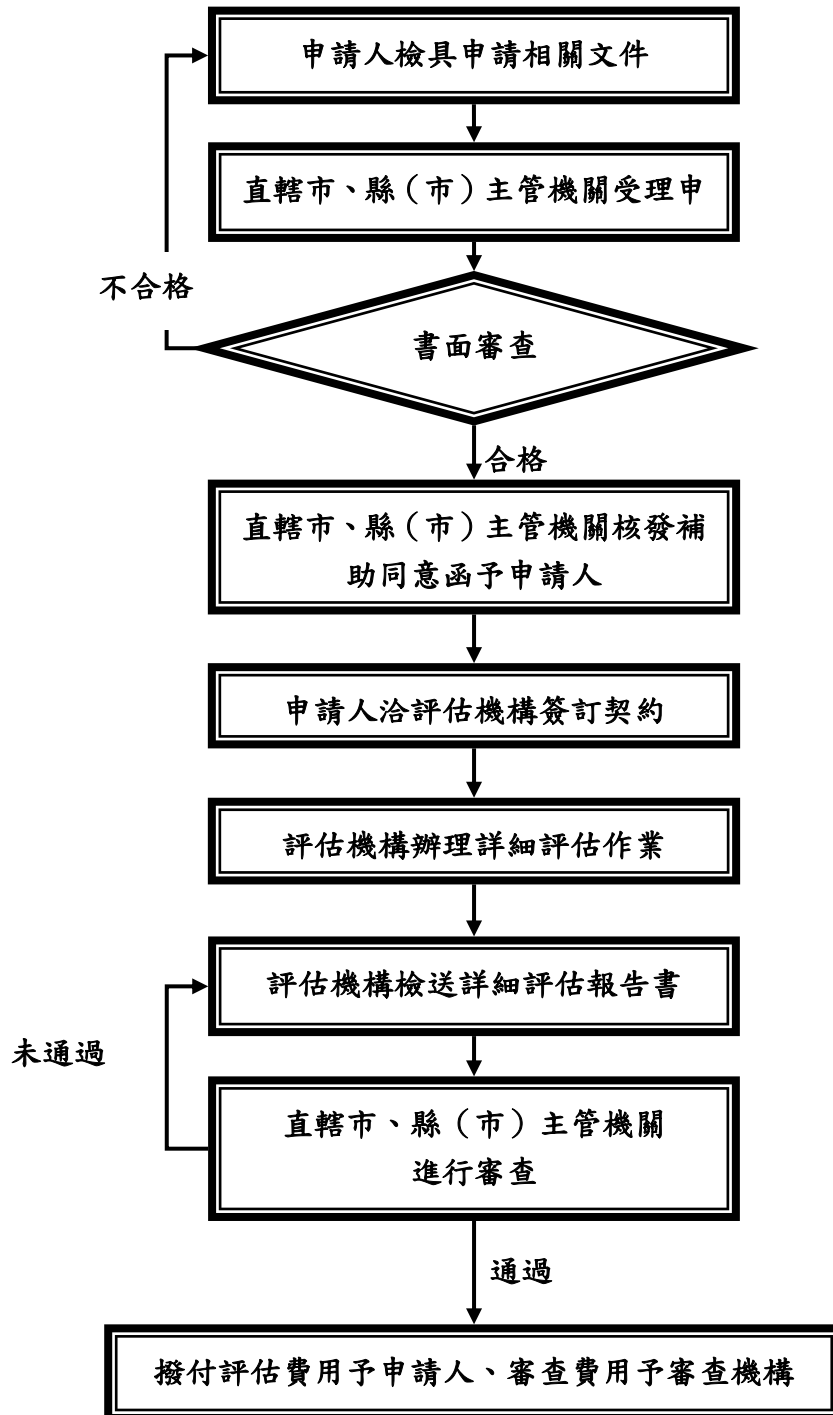 申請人檢具申請相關文件
直轄市、縣（市）主管機關受理申
不合格
書面審查
合格
直轄市、縣（市）主管機關核發補
助同意函予申請人
申請人洽評估機構簽訂契約
評估機構辦理詳細評估作業
評估機構檢送詳細評估報告書
未通過
直轄市、縣（市）主管機關
進行審查
通過
撥付評估費用予申請人、審查費用予審查機構